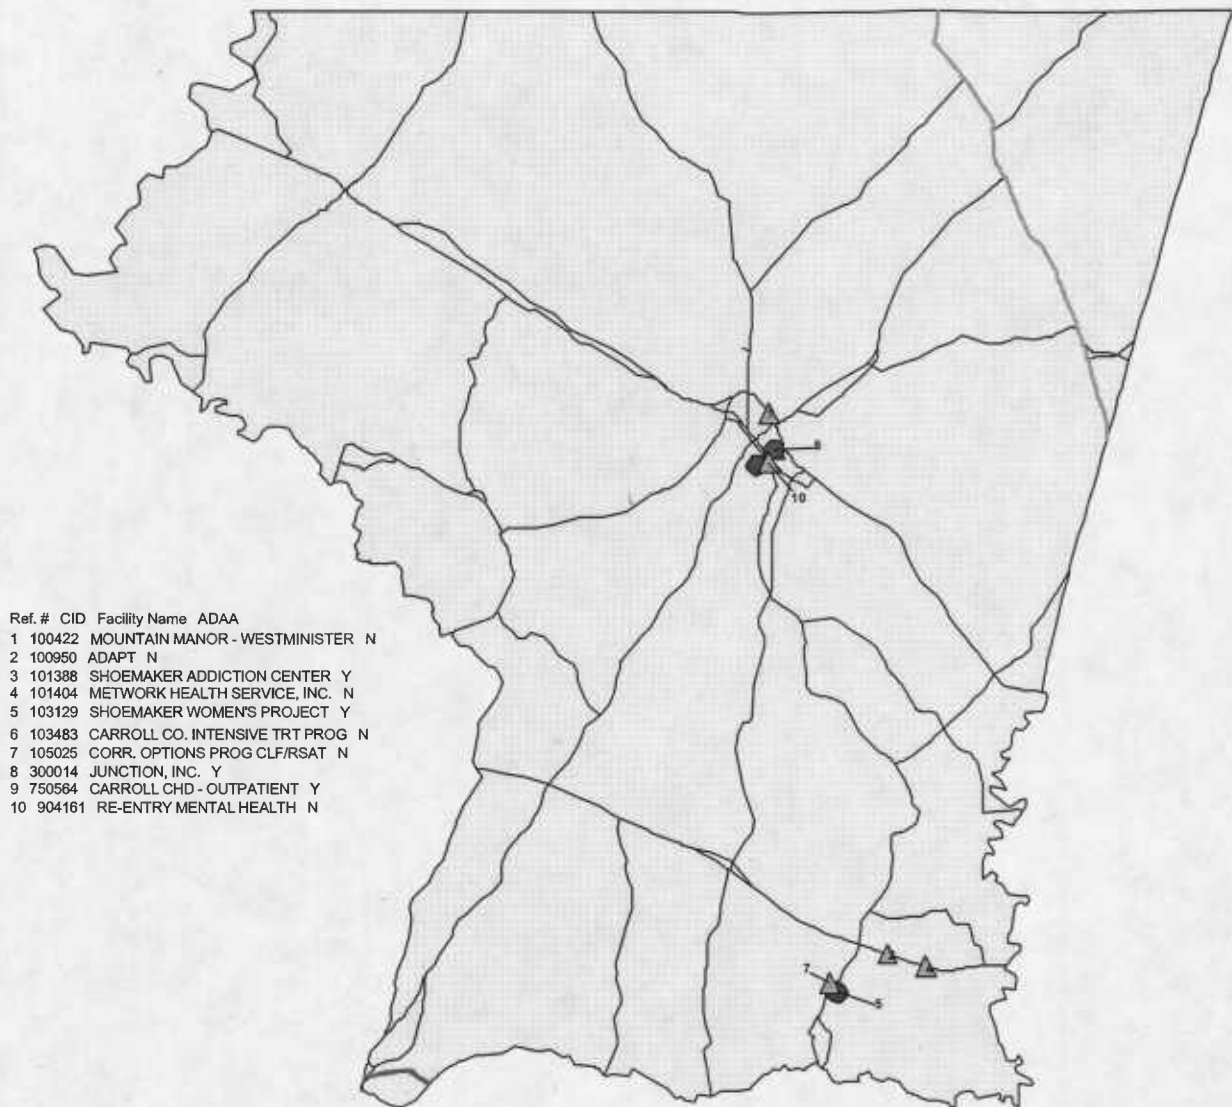 Ref. # CID Facility Name ADAA
1 100422 MOUNTAIN MANOR - WESTMINISTER N
2 100950 ADAPT N
3 101388 SHOEMAKER ADDICTION CENTER Y
4 101404 METWORK HEALTH SERVICE, INC. N
5 103129 SHOEMAKER WOMEN'S PROJECT Y
6 103483 CARROLL CO. INTENSIVE TRT PROG N
7 105025 CORR. OPTIONS PROG CLF/RSAT N
8 300014 JUNCTION, INC. Y
9 750564 CARROLL CHD - OUTPATIENT Y
10 904161 RE-ENTRY MENTAL HEALTH N
10
7